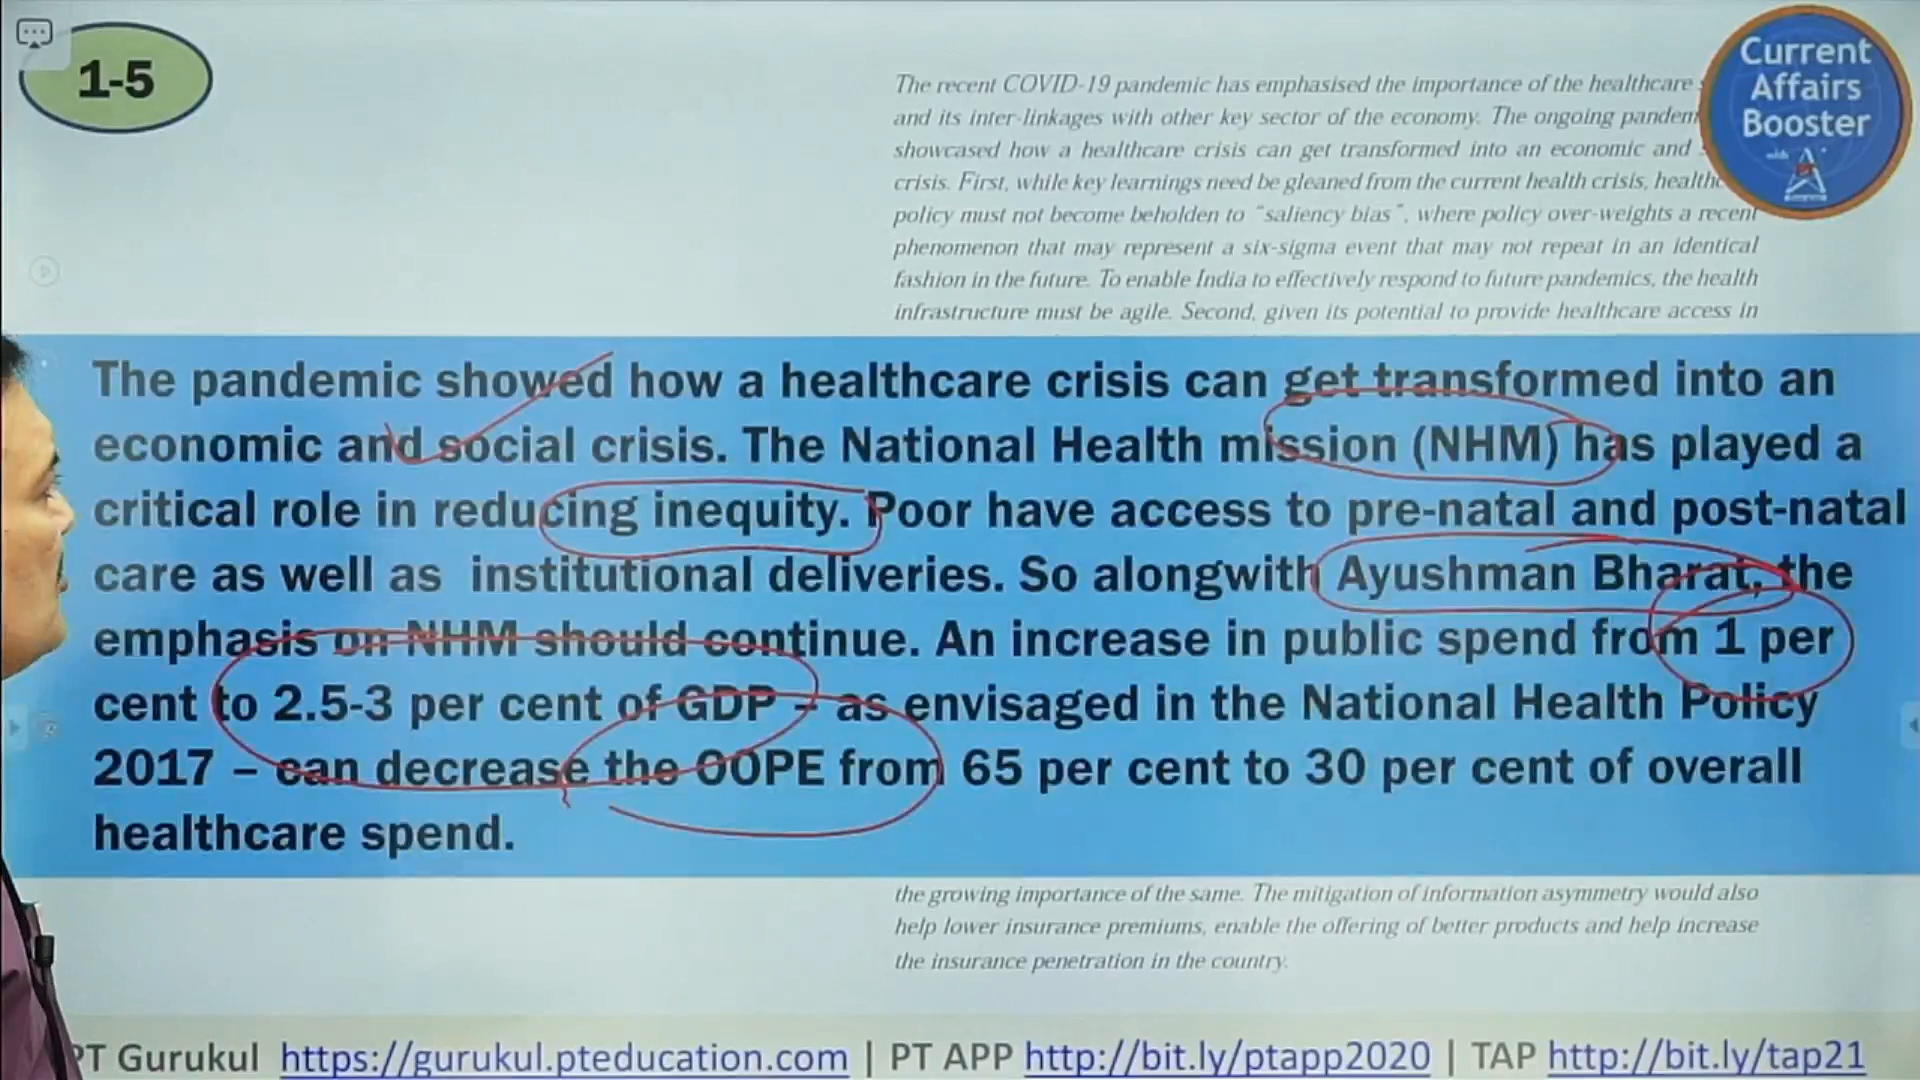 1-5
Current
Affairs
Booster
with
The recent COVID-19 pandemic has emphasised the importance of the healthcare
and its inter-linkages with other key sector of the economy. The ongoing
showcased how a healthcare crisis can get transformed into an economic and
crisis. First, while key learnings need be gleaned from the current health crisis,
policy must not become beholden to “saliency bias”, where policy over-weights a recent
phenomenon that may represent a six-sigma event that may not repeat in an identical
fashion in the future. To enable India to effectively respond to future pandemics, the health
infrastructure must be agile. Second, given its potential to provide healthcare access in
The pandemic showed how a healthcare crisis can get transformed into an
economic and social crisis. The National Health mission (NHM) has played a
critical role in reducing inequity. Poor have access to pre-natal and post-natal
care as well as institutional deliveries. So alongwith Ayushman Bharat, the
emphasis on NHM should continue. An increase in public spend from 1 per
cent to 2.5-3 per cent of GDP – as envisaged in the National Health Policy
2017 – can decrease the OOPE from 65 per cent to 30 per cent of overall
healthcare spend.
the growing importance of the same. The mitigation of information asymmetry would also
help lower insurance premiums, enable the offering of better products and help increase
the insurance penetration in the country.
PT Gurukul https://gurukul.pteducation.com | PT APP http://bit.ly/ptapp2020 | TAP http://bit.ly/tap21